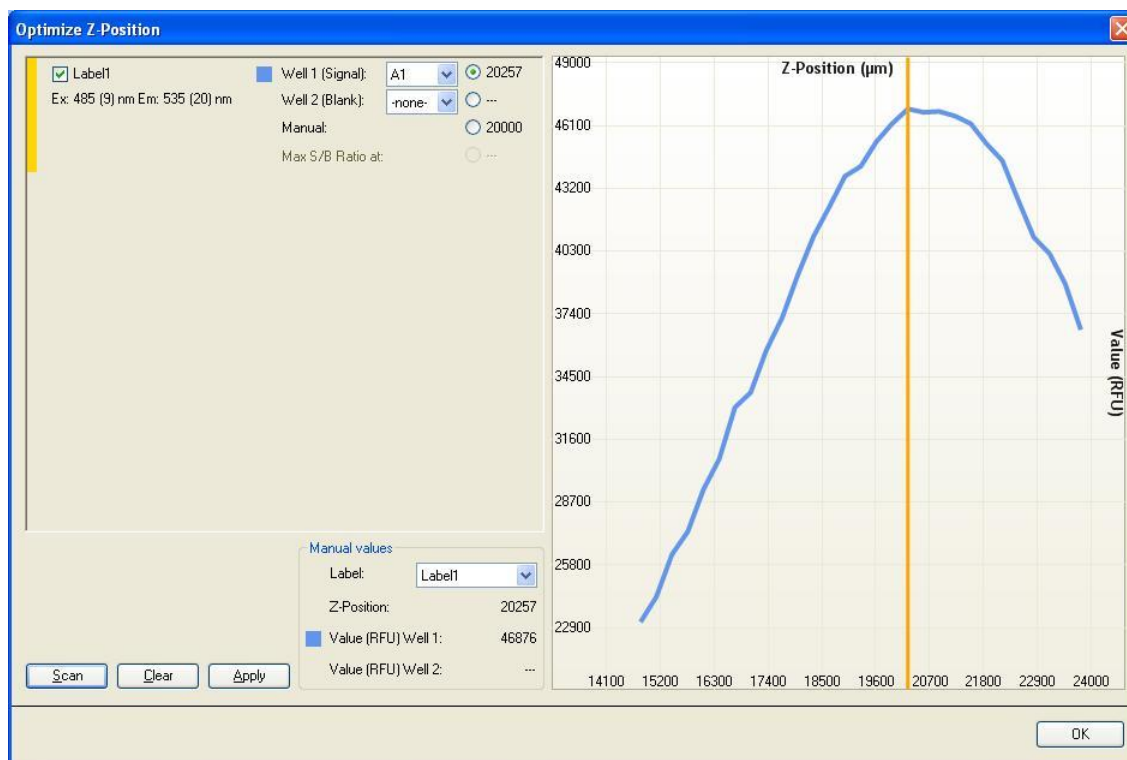 Optimize Z-Position
Label1
Ex: 485 (9) nm Em: 535 (20) nm
Well 1 (Signal): A1 20257
Well 2 (Blank): -none- ---
Manual: 20000
Max S/B Ratio at: ---
Manual values
Label: Label1
Z-Position: 20257
Value (RFU) Well 1: 46876
Value (RFU) Well 2: ---
Scan Clear Apply
Z-Position (µm)
49000
46100
43200
40300
37400
34500
31600
28700
25800
22900
14100 15200 16300 17400 18500 19600 20700 21800 22900 24000
Value (RFU)
OK